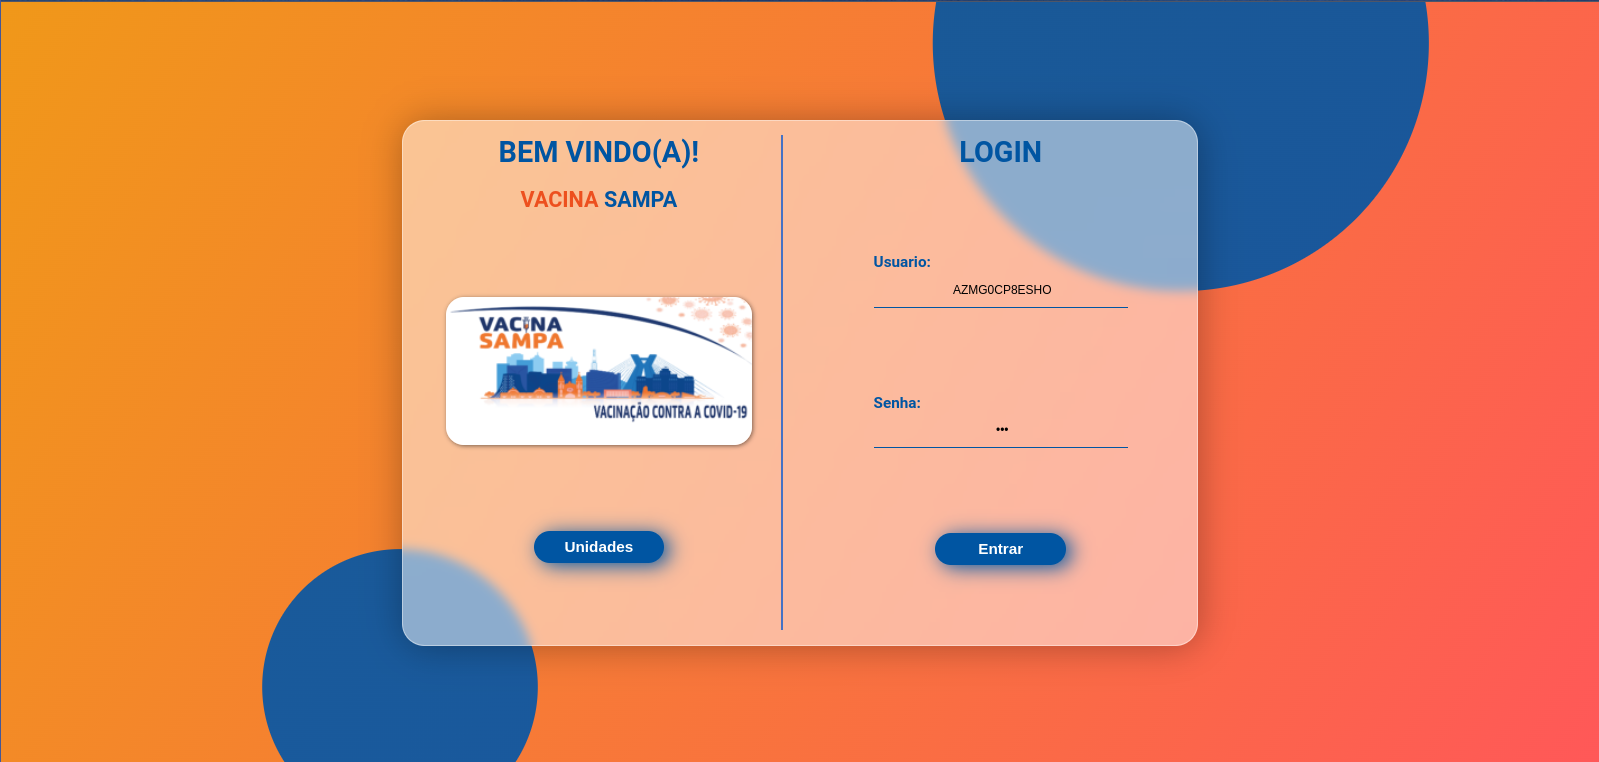 BEM VINDO(A)!
VACINA SAMPA
VACINA
SAMPA
VACINAÇÃO CONTRA A COVID-19
Unidades
LOGIN
Usuario:
AZMG0CP8ESHO
Senha:
•••
Entrar